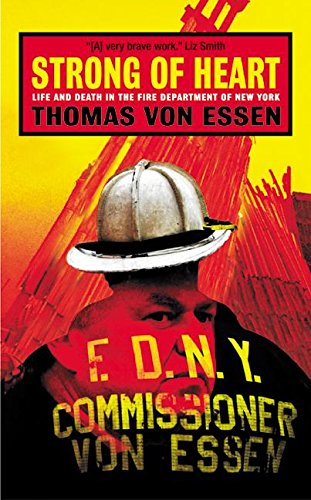 "[A] very brave work." Liz Smith
STRONG OF HEART
LIFE AND DEATH IN THE FIRE DEPARTMENT OF NEW YORK
THOMAS VON ESSEN
F. D. N. Y.
COMMISSIONER
VON ESSEN